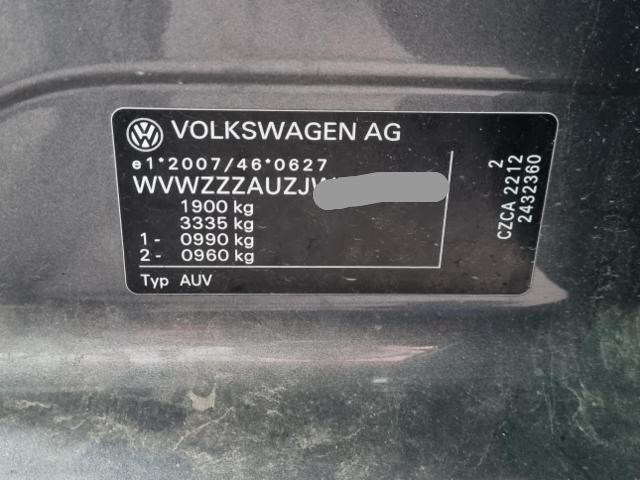 VOLKSWAGEN AG
e1*2007/46*0627
WVWZZZAUZJW
1900 kg
3335 kg
1 - 0990 kg
2 - 0960 kg
Typ AUV
2
CZCA 2212
2432360